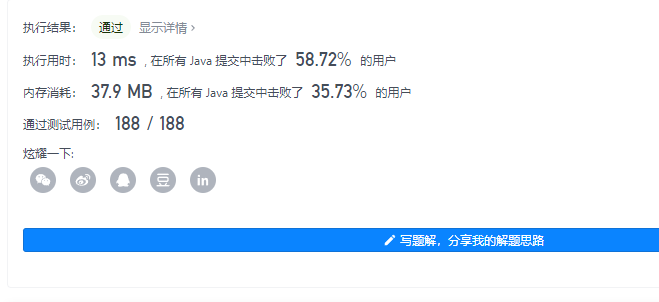 执行结果： 通过 显示详情 ›
执行用时： 13 ms , 在所有 Java 提交中击败了 58.72% 的用户
内存消耗： 37.9 MB , 在所有 Java 提交中击败了 35.73% 的用户
通过测试用例： 188 / 188
炫耀一下:
豆 in
写题解，分享我的解题思路